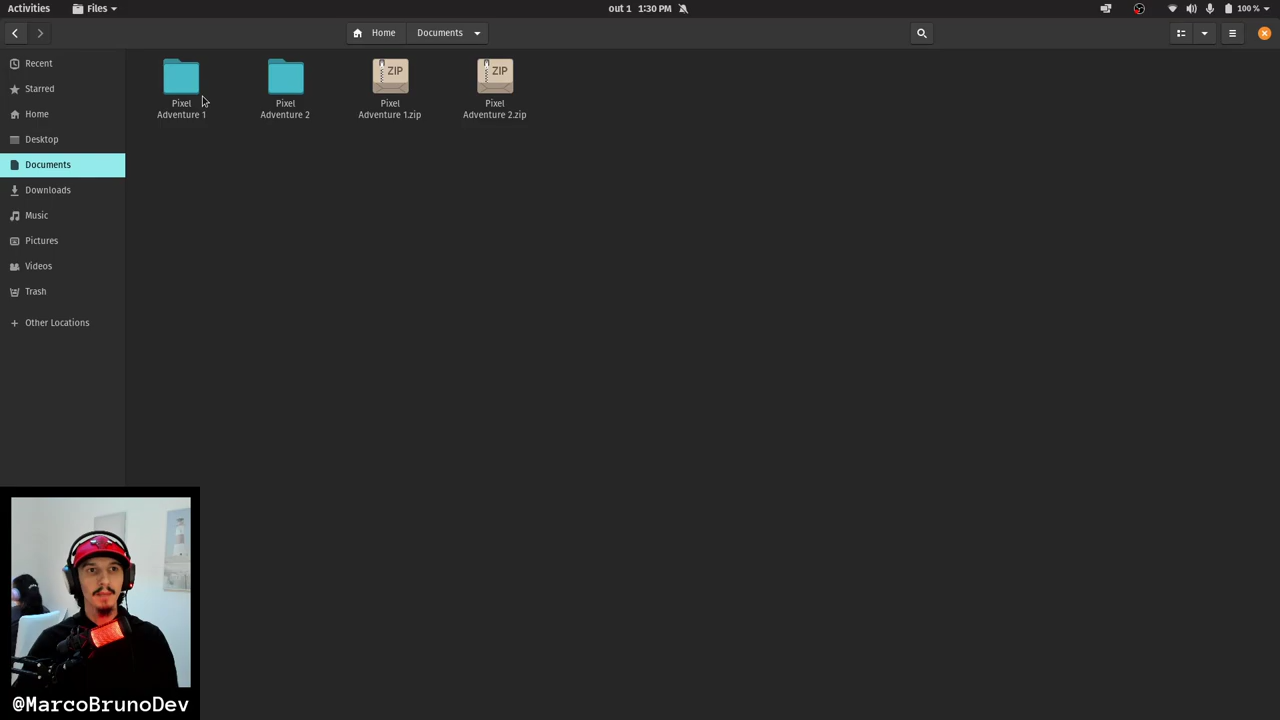 Activities
Files
out 1 1:30 PM
100 %
Home
Documents
Recent
Starred
Home
Desktop
Documents
Downloads
Music
Pictures
Videos
Trash
Other Locations
Pixel
Adventure 1
Pixel
Adventure 2
ZIP
Pixel
Adventure 1.zip
ZIP
Pixel
Adventure 2.zip
@MarcoBrunoDev